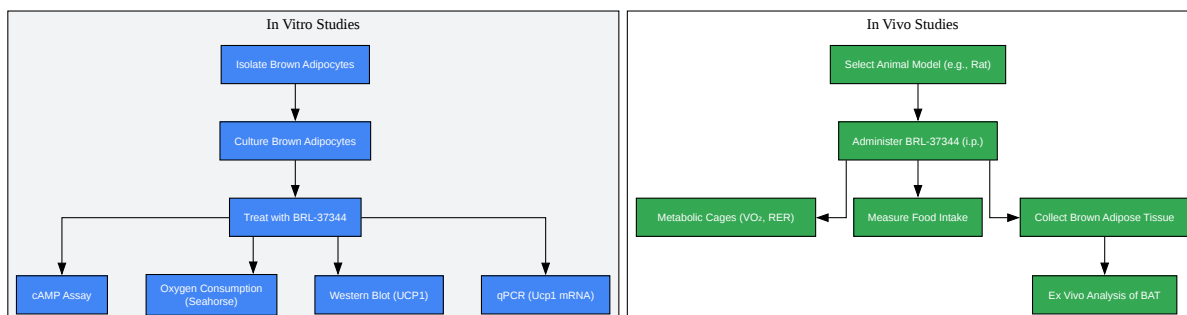 In Vitro Studies
Isolate Brown Adipocytes
Culture Brown Adipocytes
Treat with BRL-37344
cAMP Assay
Oxygen Consumption
(Seahorse)
Western Blot (UCP1)
qPCR (Ucp1 mRNA)
In Vivo Studies
Select Animal Model (e.g., Rat)
Administer BRL-37344 (i.p.)
Metabolic Cages (VO₂, RER)
Measure Food Intake
Collect Brown Adipose Tissue
Ex Vivo Analysis of BAT